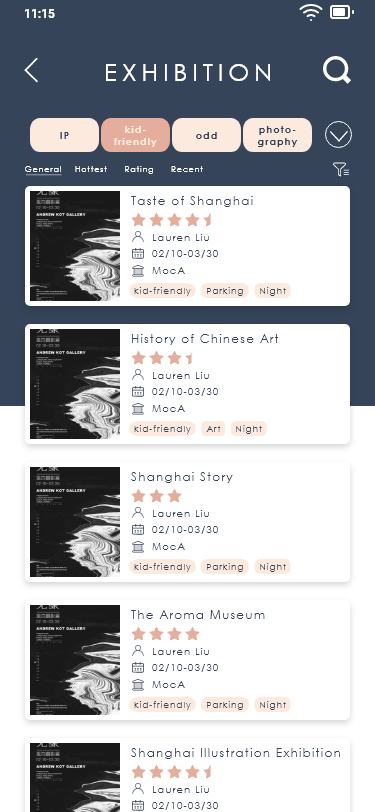 11:15
EXHIBITION
IP
kid-
friendly
odd
photo-
graphy
General Hottest Rating Recent
ANDREW KOT GALLERY
Taste of Shanghai
Lauren Liu
02/10-03/30
MocA
kid-friendly Parking Night
ANDREW KOT GALLERY
History of Chinese Art
Lauren Liu
02/10-03/30
MocA
kid-friendly Art Night
ANDREW KOT GALLERY
Shanghai Story
Lauren Liu
02/10-03/30
MocA
kid-friendly Parking Night
ANDREW KOT GALLERY
The Aroma Museum
Lauren Liu
02/10-03/30
MocA
kid-friendly Parking Night
ANDREW KOT GALLERY
Shanghai Illustration Exhibition
Lauren Liu
02/10-03/30